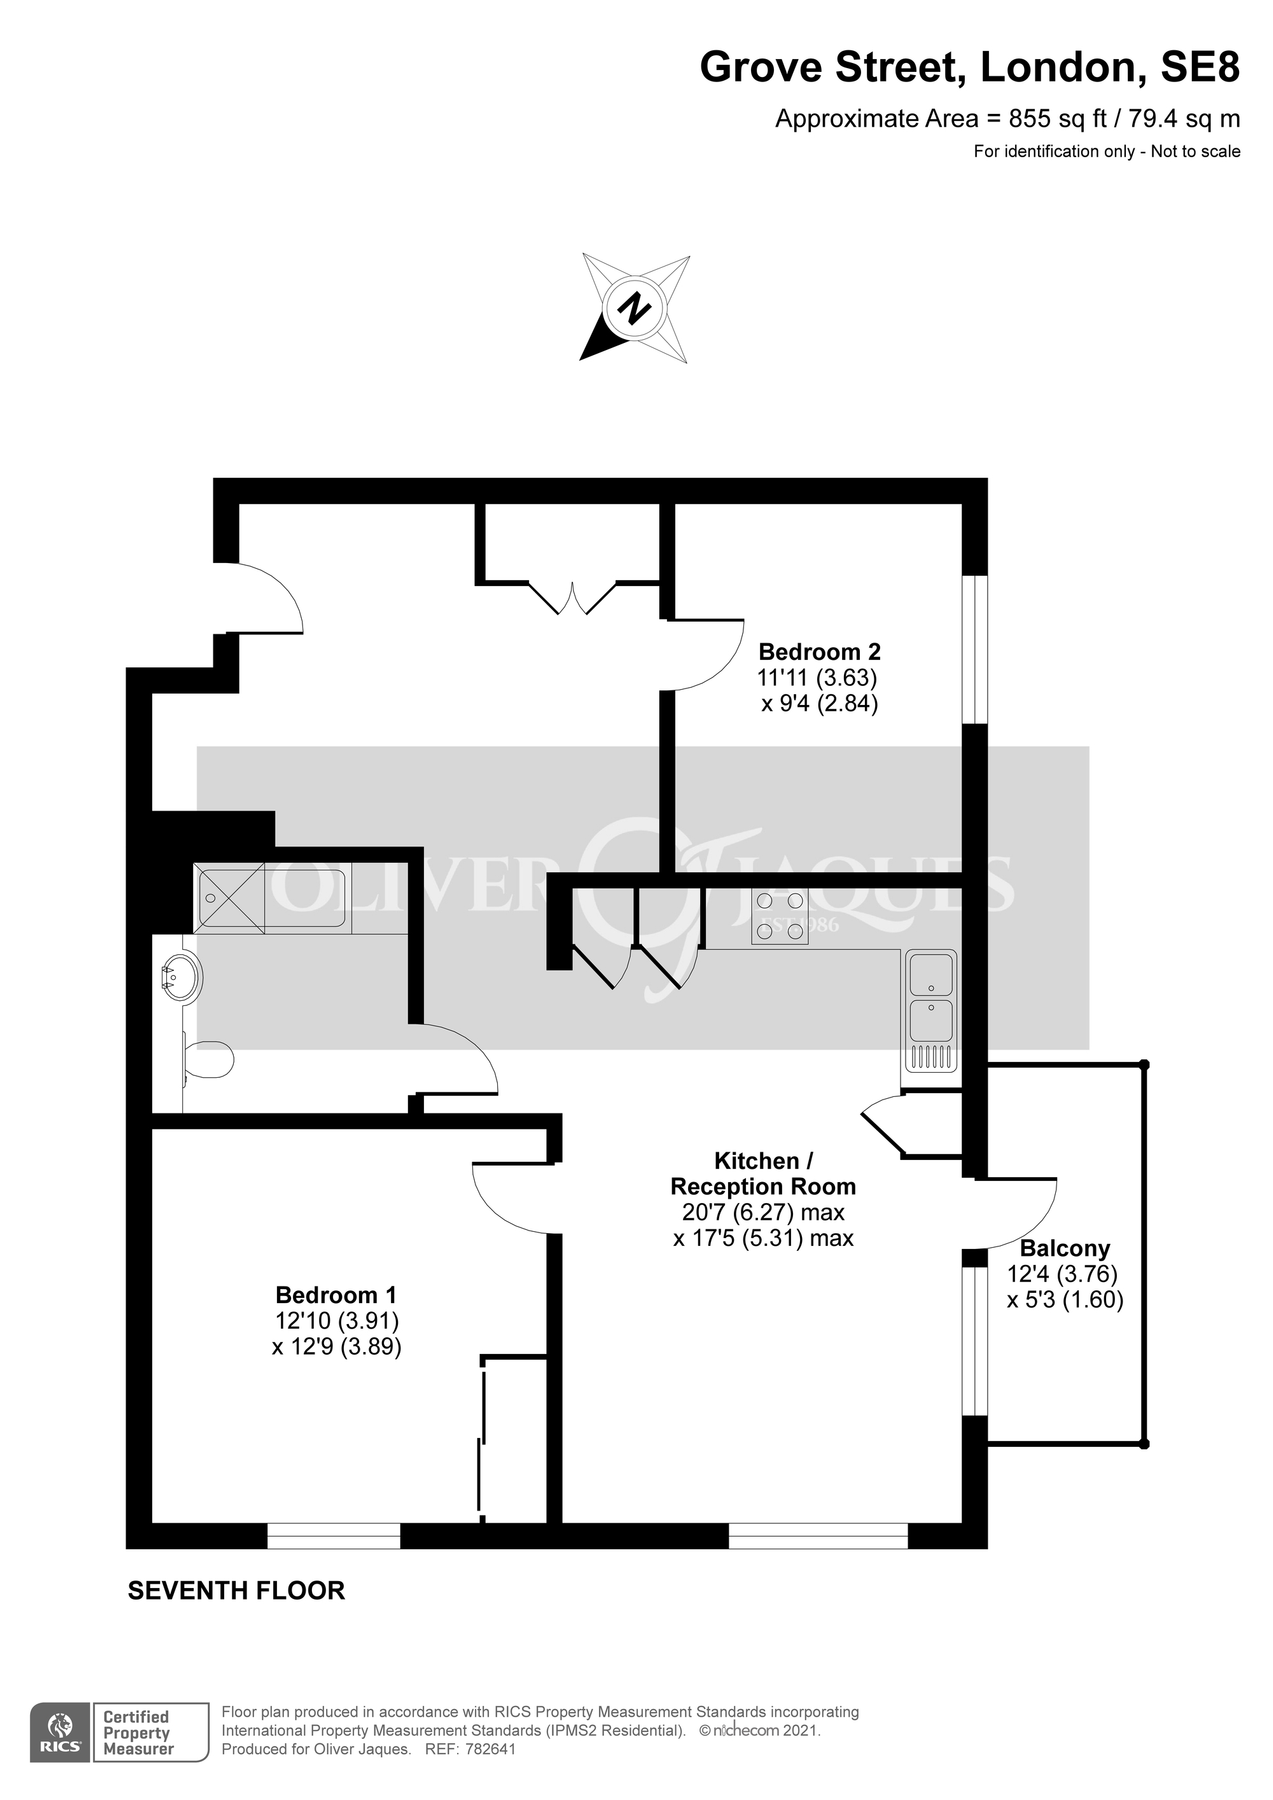 Grove Street, London, SE8
Approximate Area = 855 sq ft / 79.4 sq m
For identification only - Not to scale
N
Bedroom 2
11'11 (3.63)
x 9'4 (2.84)
OLIVER OJ JAQUES
EST.1986
Kitchen /
Reception Room
20'7 (6.27) max
x 17'5 (5.31) max
Balcony
12'4 (3.76)
x 5'3 (1.60)
Bedroom 1
12'10 (3.91)
x 12'9 (3.89)
SEVENTH FLOOR
RICS
Certified
Property
Measurer
Floor plan produced in accordance with RICS Property Measurement Standards incorporating
International Property Measurement Standards (IPMS2 Residential). © nichecom 2021.
Produced for Oliver Jaques. REF: 782641